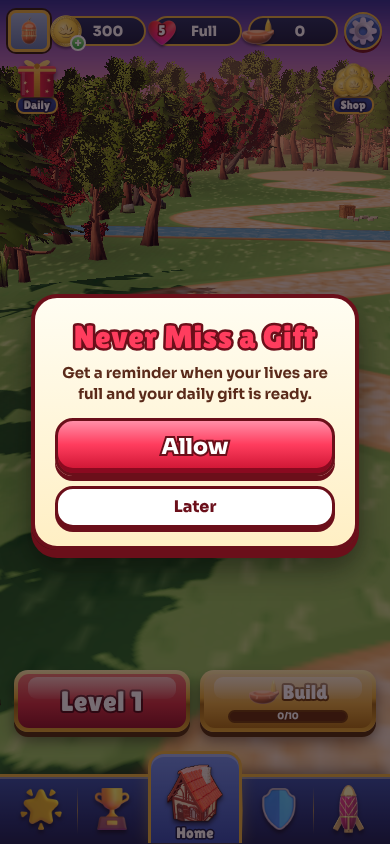 300
5
Full
0
Daily
Shop
Never Miss a Gift
Get a reminder when your lives are
full and your daily gift is ready.
Allow
Later
Level 1
Build
0/10
Home